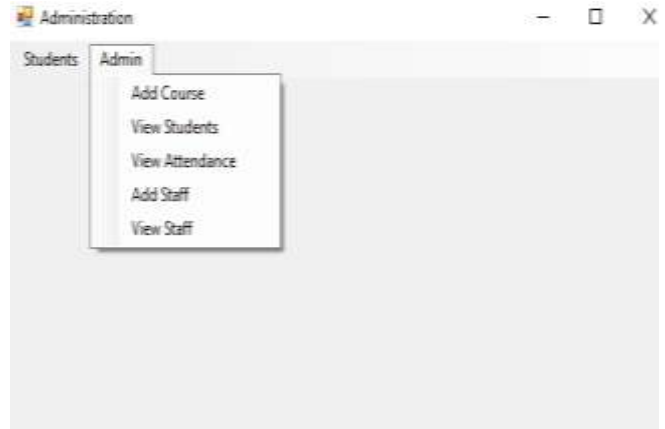 Administration
Students Admin
Add Course
View Students
View Attendance
Add Staff
View Staff